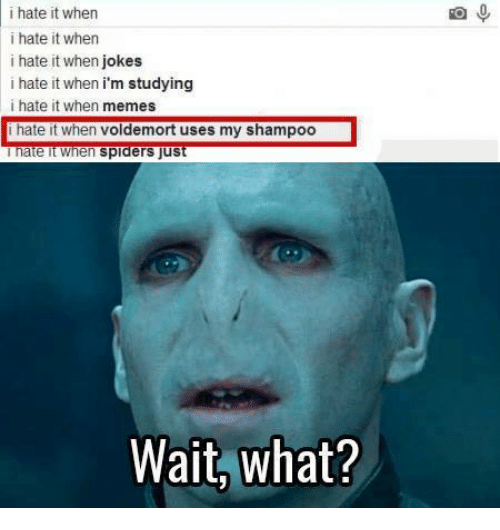 i hate it when
i hate it when
i hate it when jokes
i hate it when i'm studying
i hate it when memes
i hate it when voldemort uses my shampoo
i hate it when spiders just
Wait, what?